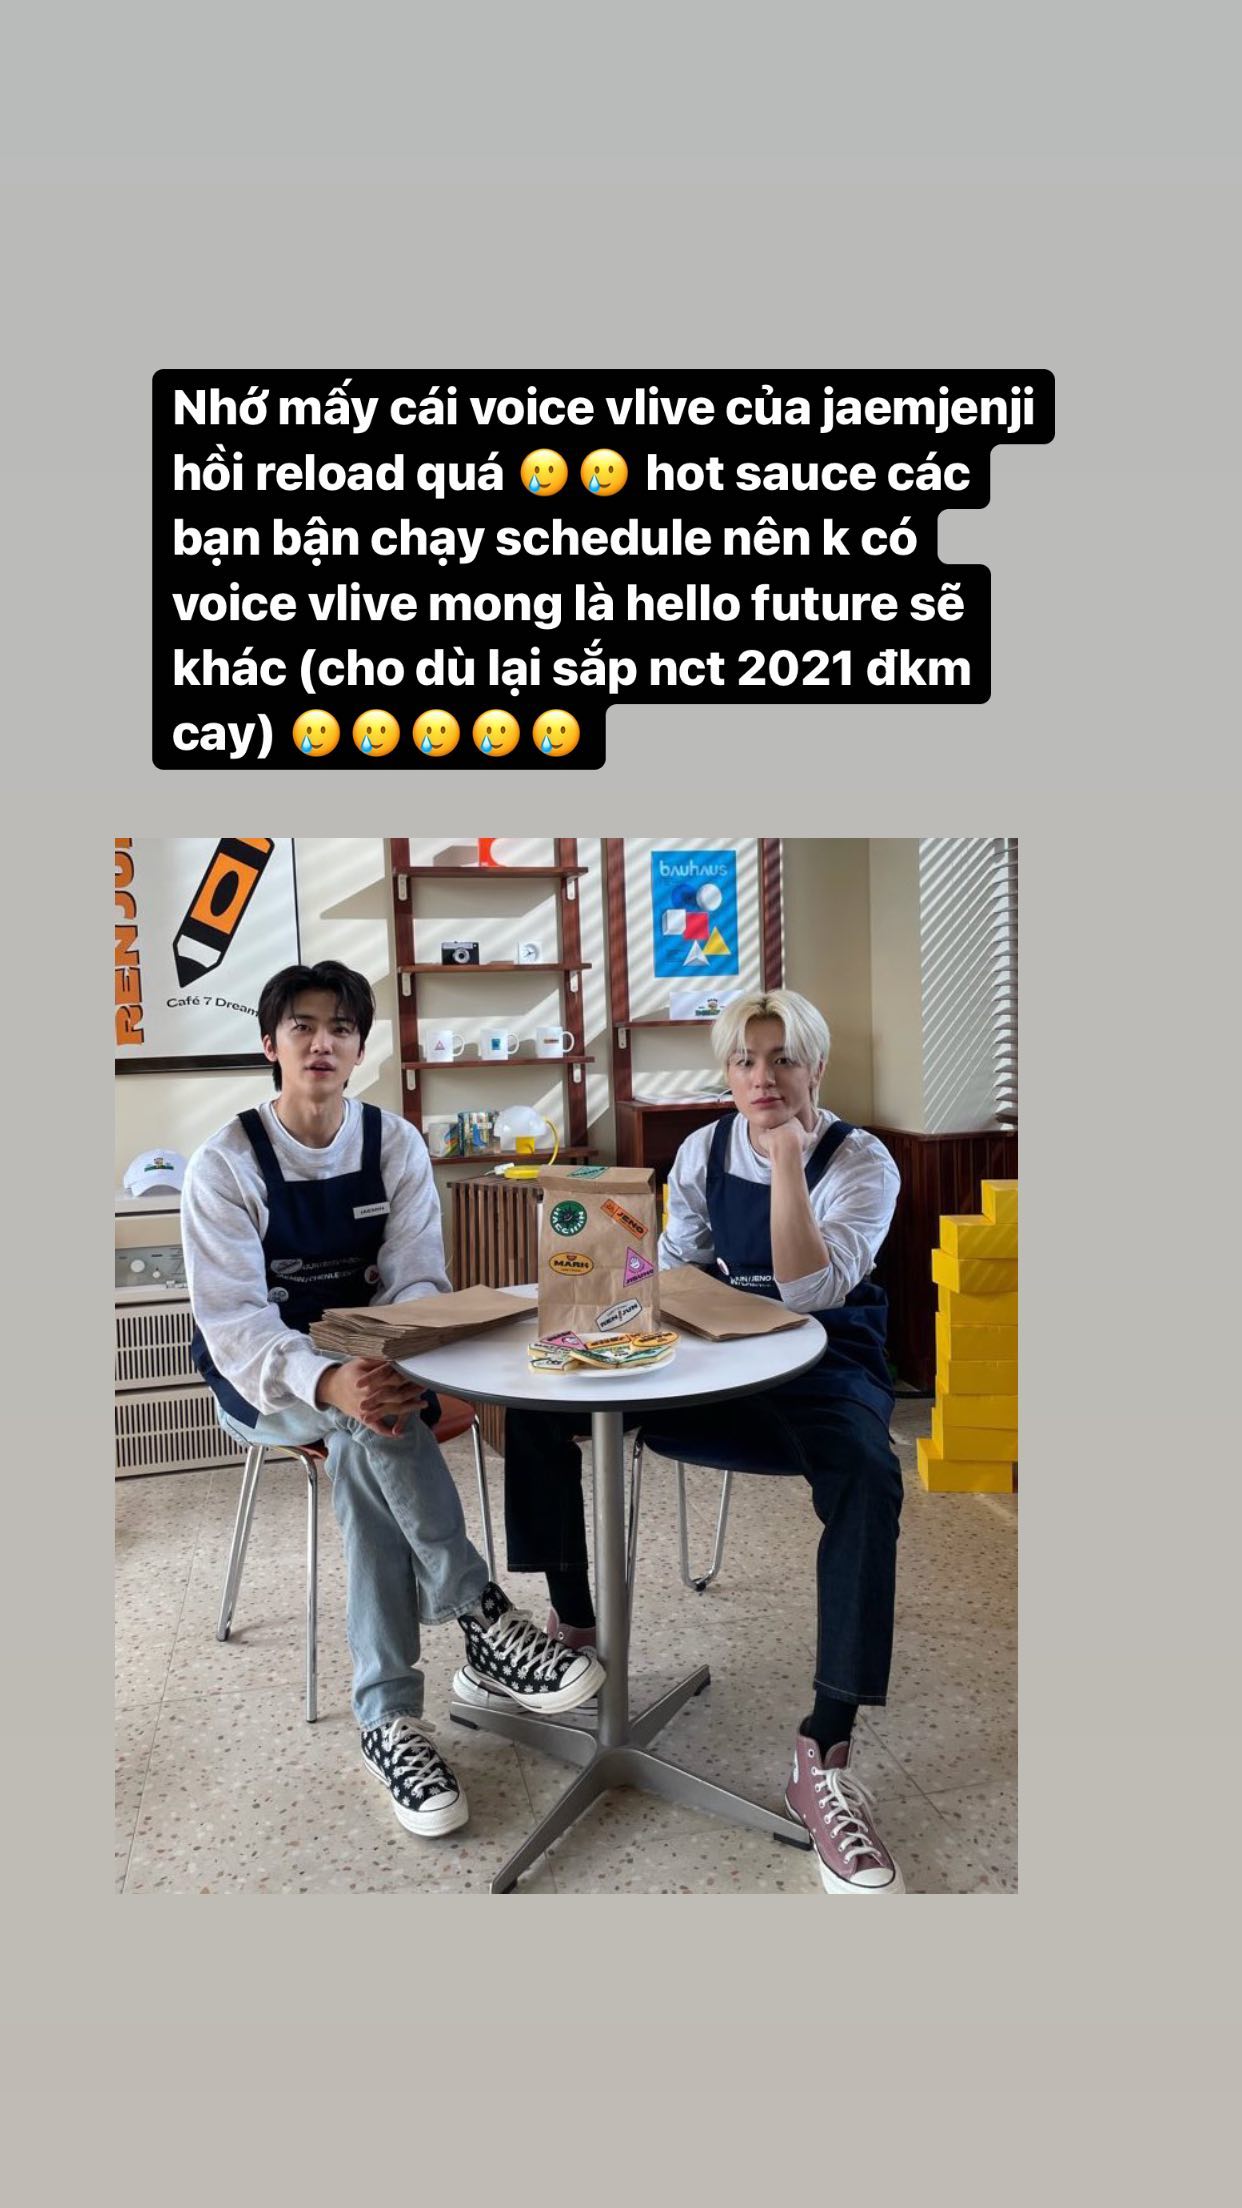 Nhớ mấy cái voice vlive của jaemjenji
hồi reload quá 🥲🥲 hot sauce các
bạn bận chạy schedule nên k có
voice vlive mong là hello future sẽ
khác (cho dù lại sắp nct 2021 đkm
cay) 🥲🥲🥲🥲🥲
RENJUN
Café 7 Dream
bauhaus
JAEMIN
JENO
MARK
JISUNG
RENJUN